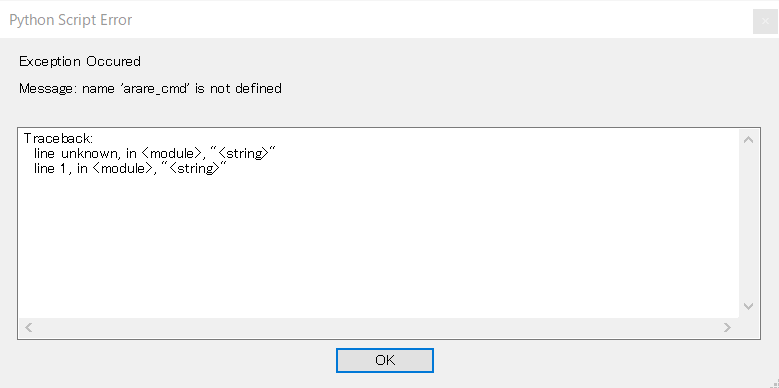 Python Script Error
Exception Occured
Message: name 'arare_cmd' is not defined
Traceback:
line unknown, in <module>, "<string>"
line 1, in <module>, "<string>"
OK